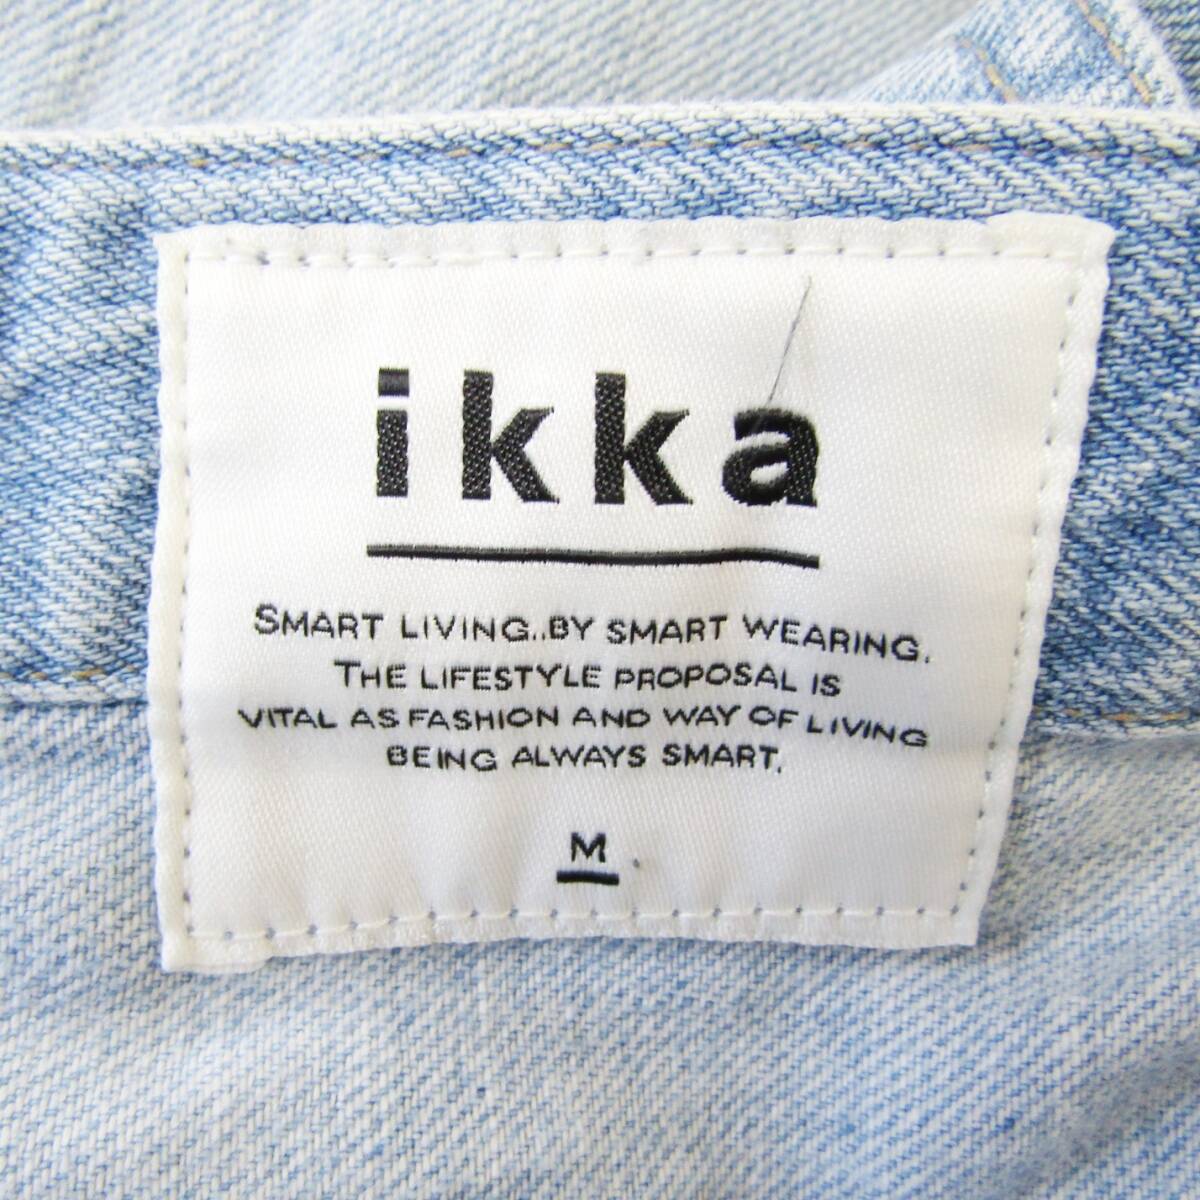 ikka
SMART LIVING..BY SMART WEARING.
THE LIFESTYLE PROPOSAL IS
VITAL AS FASHION AND WAY OF LIVING
BEING ALWAYS SMART.
M